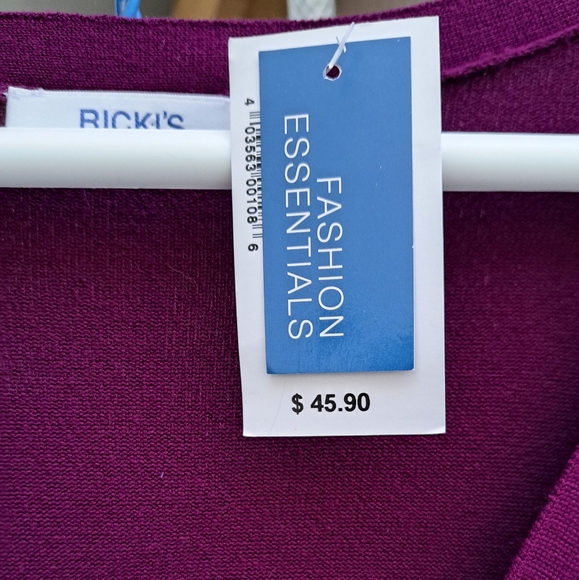 RICKI'S
FASHION
ESSENTIALS
4 03563 00108 6
$ 45.90